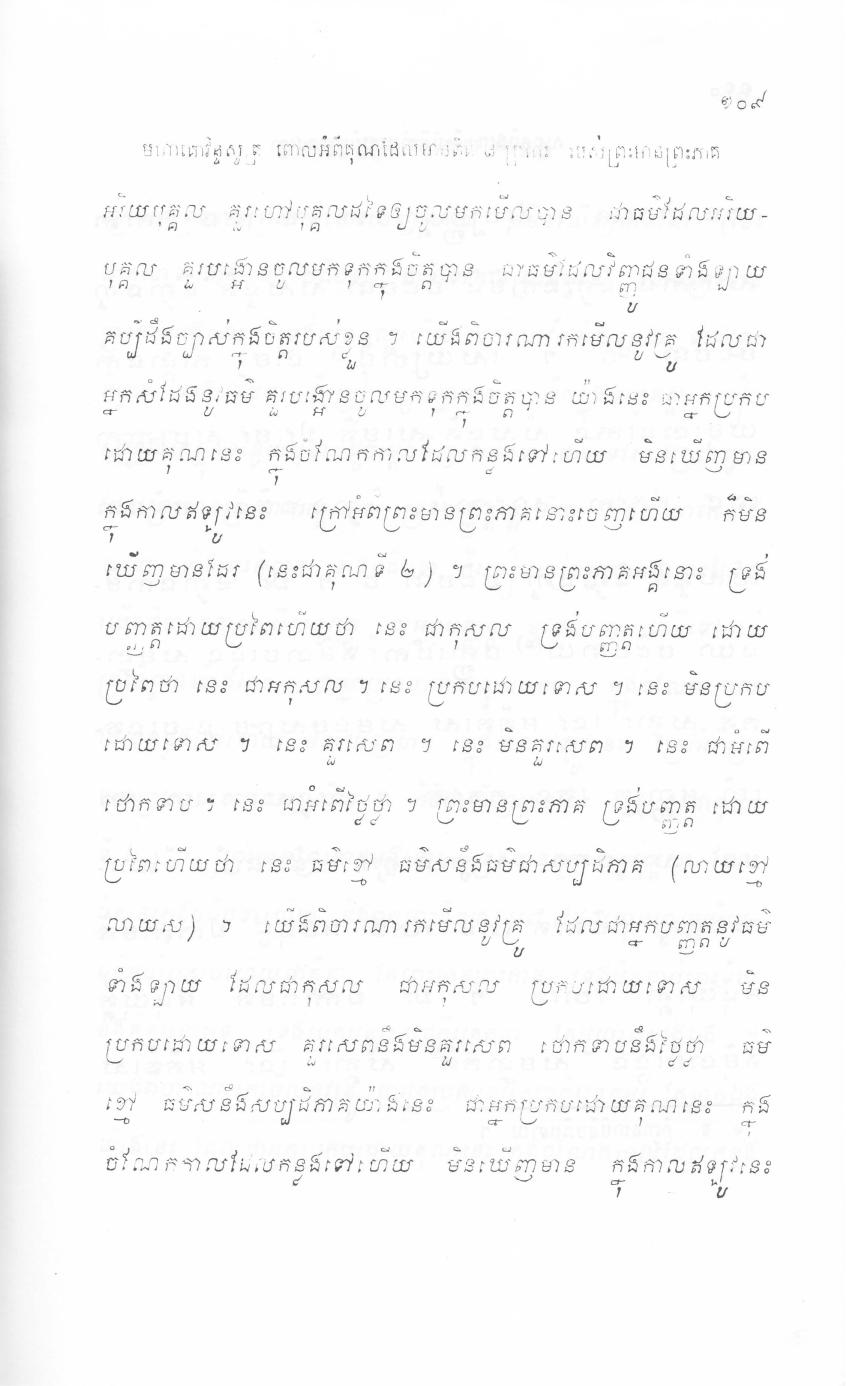 ១០៩
មហាគោវិន្ទសូត្រ ពោលអំពីគុណដែលមានពិត ៨ ប្រការ របស់ព្រះមានព្រះភាគ
អរិយបុគ្គល គួរហៅបុគ្គលដទៃឲ្យចូលមកមើលបាន ជាធម៌ដែលអរិយ-
បុគ្គល គួរបង្អោនចូលមកទុកក្នុងចិត្តបាន ជាធម៌ដែលវិញ្ញូជនទាំងឡាយ
គប្បីដឹងច្បាស់ក្នុងចិត្តរបស់ខ្លួន ។ យើងពិចារណារកមើលនូវគ្រូ ដែលជា
អ្នកសំដែងនូវធម៌ គួរបង្អោនចូលមកទុកក្នុងចិត្តបាន យ៉ាងនេះ ជាអ្នកប្រកប
ដោយគុណនេះ ក្នុងចំណែកកាលដែលកន្លងទៅហើយ មិនឃើញមាន
ក្នុងកាលឥឡូវនេះ ក្រៅអំពីព្រះមានព្រះភាគនោះចេញហើយ ក៏មិន
ឃើញមានដែរ (នេះជាគុណទី ២) ។ ព្រះមានព្រះភាគអង្គនោះ ទ្រង់
បញ្ញត្តដោយប្រពៃហើយថា នេះ ជាកុសល ទ្រង់បញ្ញត្តហើយ ដោយ
ប្រពៃថា នេះ ជាអកុសល ។ នេះ ប្រកបដោយទោស ។ នេះ មិនប្រកប
ដោយទោស ។ នេះ គួរសេព ។ នេះ មិនគួរសេព ។ នេះ ជាអំពើ
ថោកទាប ។ នេះ ជាអំពើថ្លៃថ្លា ។ ព្រះមានព្រះភាគ ទ្រង់បញ្ញត្ត ដោយ
ប្រពៃហើយថា នេះ ធម៌ខ្មៅ ធម៌សនឹងធម៌ជាសប្បដិភាគ (លាយខ្មៅ
លាយស) ។ យើងពិចារណារកមើលនូវគ្រូ ដែលជាអ្នកបញ្ញត្តនូវធម៌
ទាំងឡាយ ដែលជាកុសល ជាអកុសល ប្រកបដោយទោស មិន
ប្រកបដោយទោស គួរសេពនឹងមិនគួរសេព ថោកទាបនឹងថ្លៃថ្លា ធម៌
ខ្មៅ ធម៌សនឹងសប្បដិភាគយ៉ាងនេះ ជាអ្នកប្រកបដោយគុណនេះ ក្នុង
ចំណែកកាលដែលកន្លងទៅហើយ មិនឃើញមាន ក្នុងកាលឥឡូវនេះ